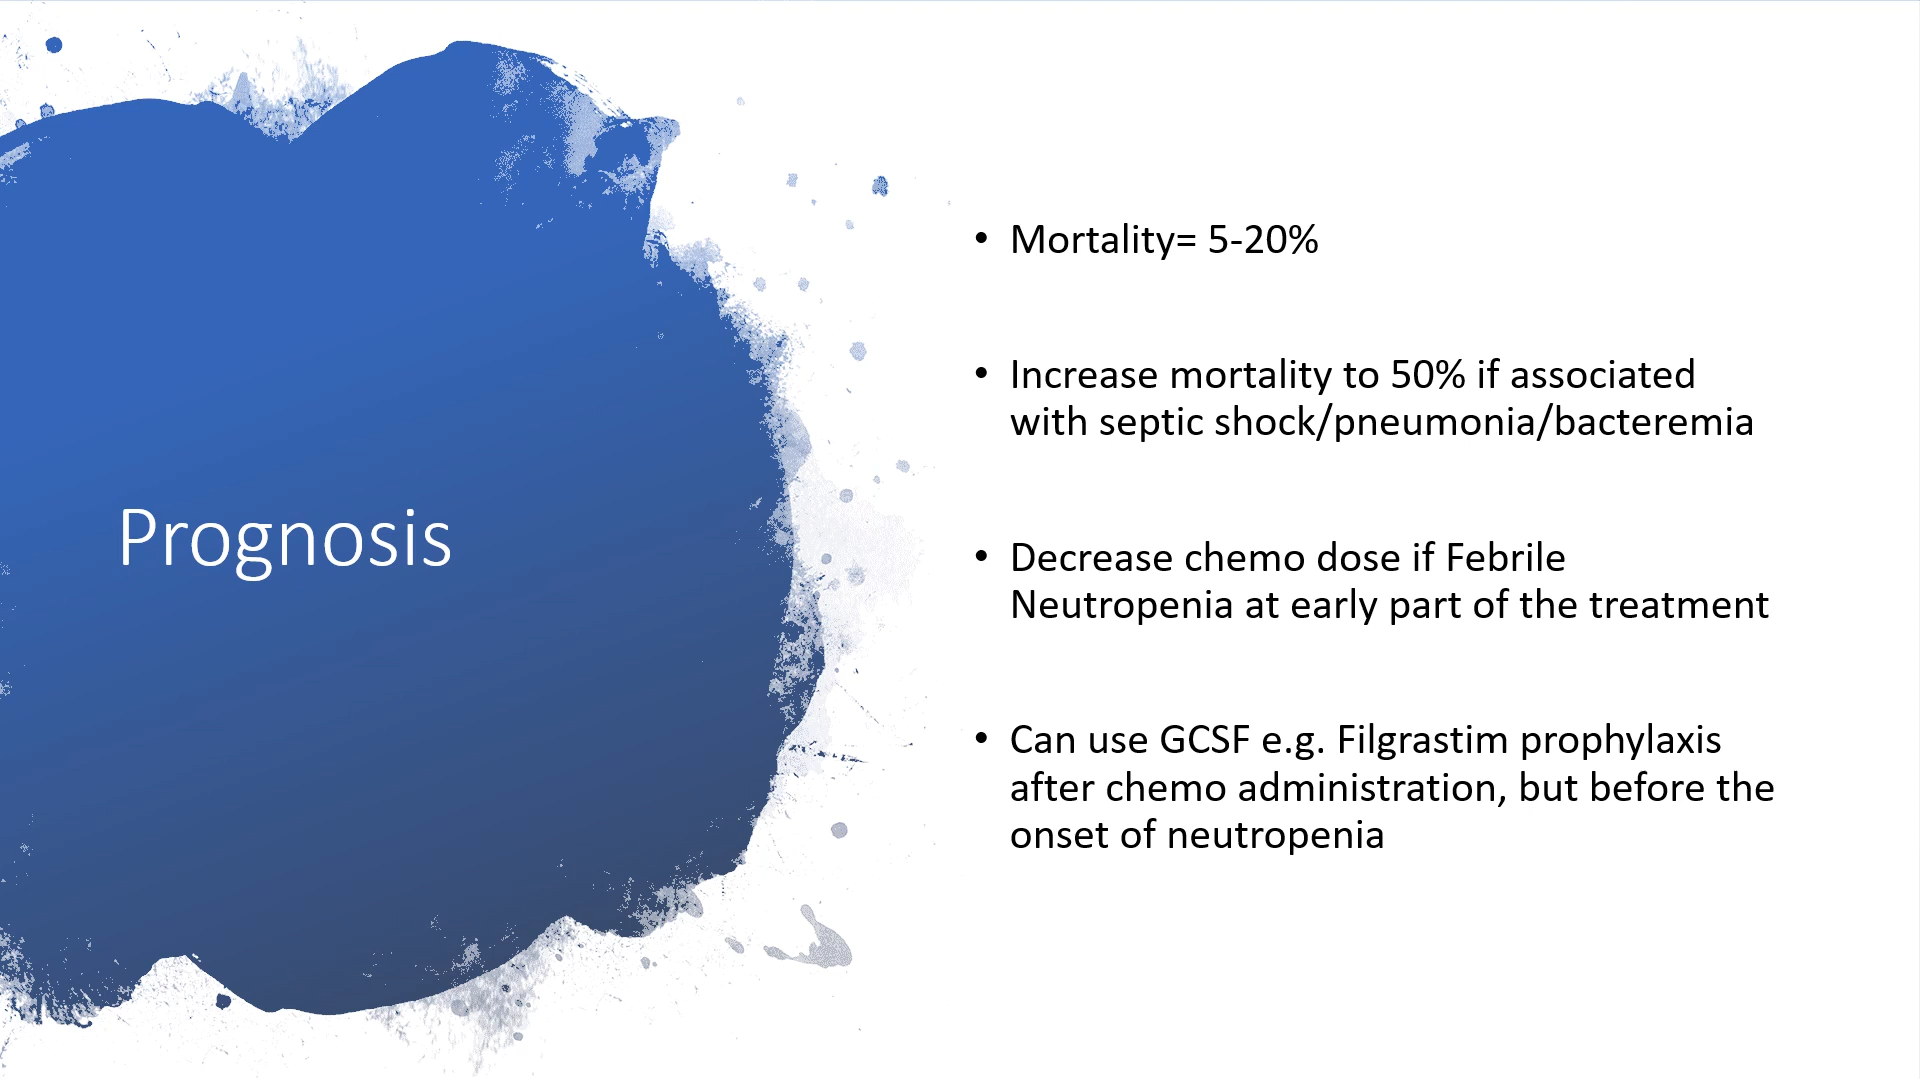 Prognosis
• Mortality= 5-20%
• Increase mortality to 50% if associated
with septic shock/pneumonia/bacteremia
• Decrease chemo dose if Febrile
Neutropenia at early part of the treatment
• Can use GCSF e.g. Filgrastim prophylaxis
after chemo administration, but before the
onset of neutropenia